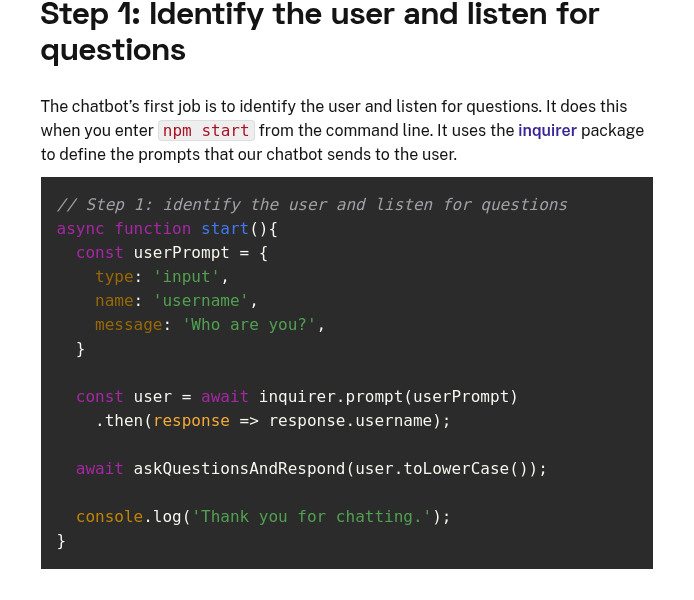 Step 1: Identify the user and listen for
questions
The chatbot’s first job is to identify the user and listen for questions. It does this
when you enter npm start from the command line. It uses the inquirer package
to define the prompts that our chatbot sends to the user.
// Step 1: identify the user and listen for questions
async function start(){
  const userPrompt = {
    type: 'input',
    name: 'username',
    message: 'Who are you?',
  }
  const user = await inquirer.prompt(userPrompt)
    .then(response => response.username);
  await askQuestionsAndRespond(user.toLowerCase());
  console.log('Thank you for chatting.');
}